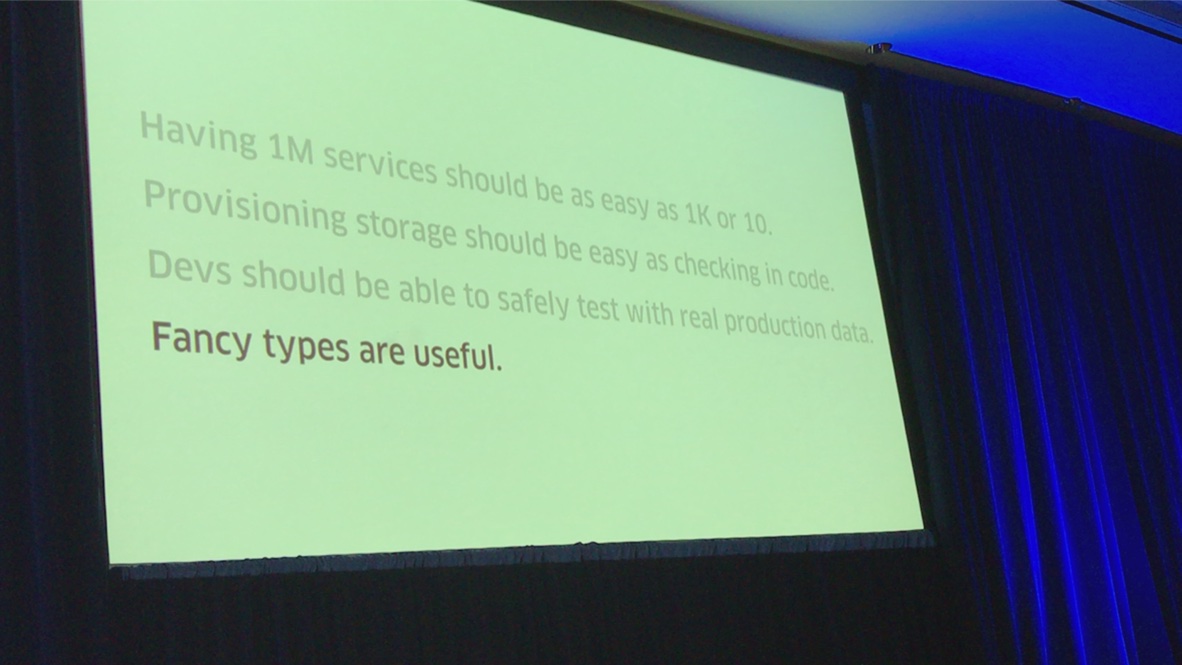 Having 1M services should be as easy as 1K or 10.
Provisioning storage should be easy as checking in code.
Devs should be able to safely test with real production data.
Fancy types are useful.